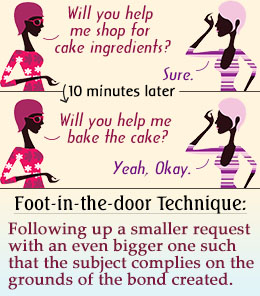 Will you help
me shop for
cake ingredients?
Sure.
10 minutes later
Will you help me
bake the cake?
Yeah, Okay.
Foot-in-the-door Technique:
Following up a smaller request
with an even bigger one such
that the subject complies on the
grounds of the bond created.